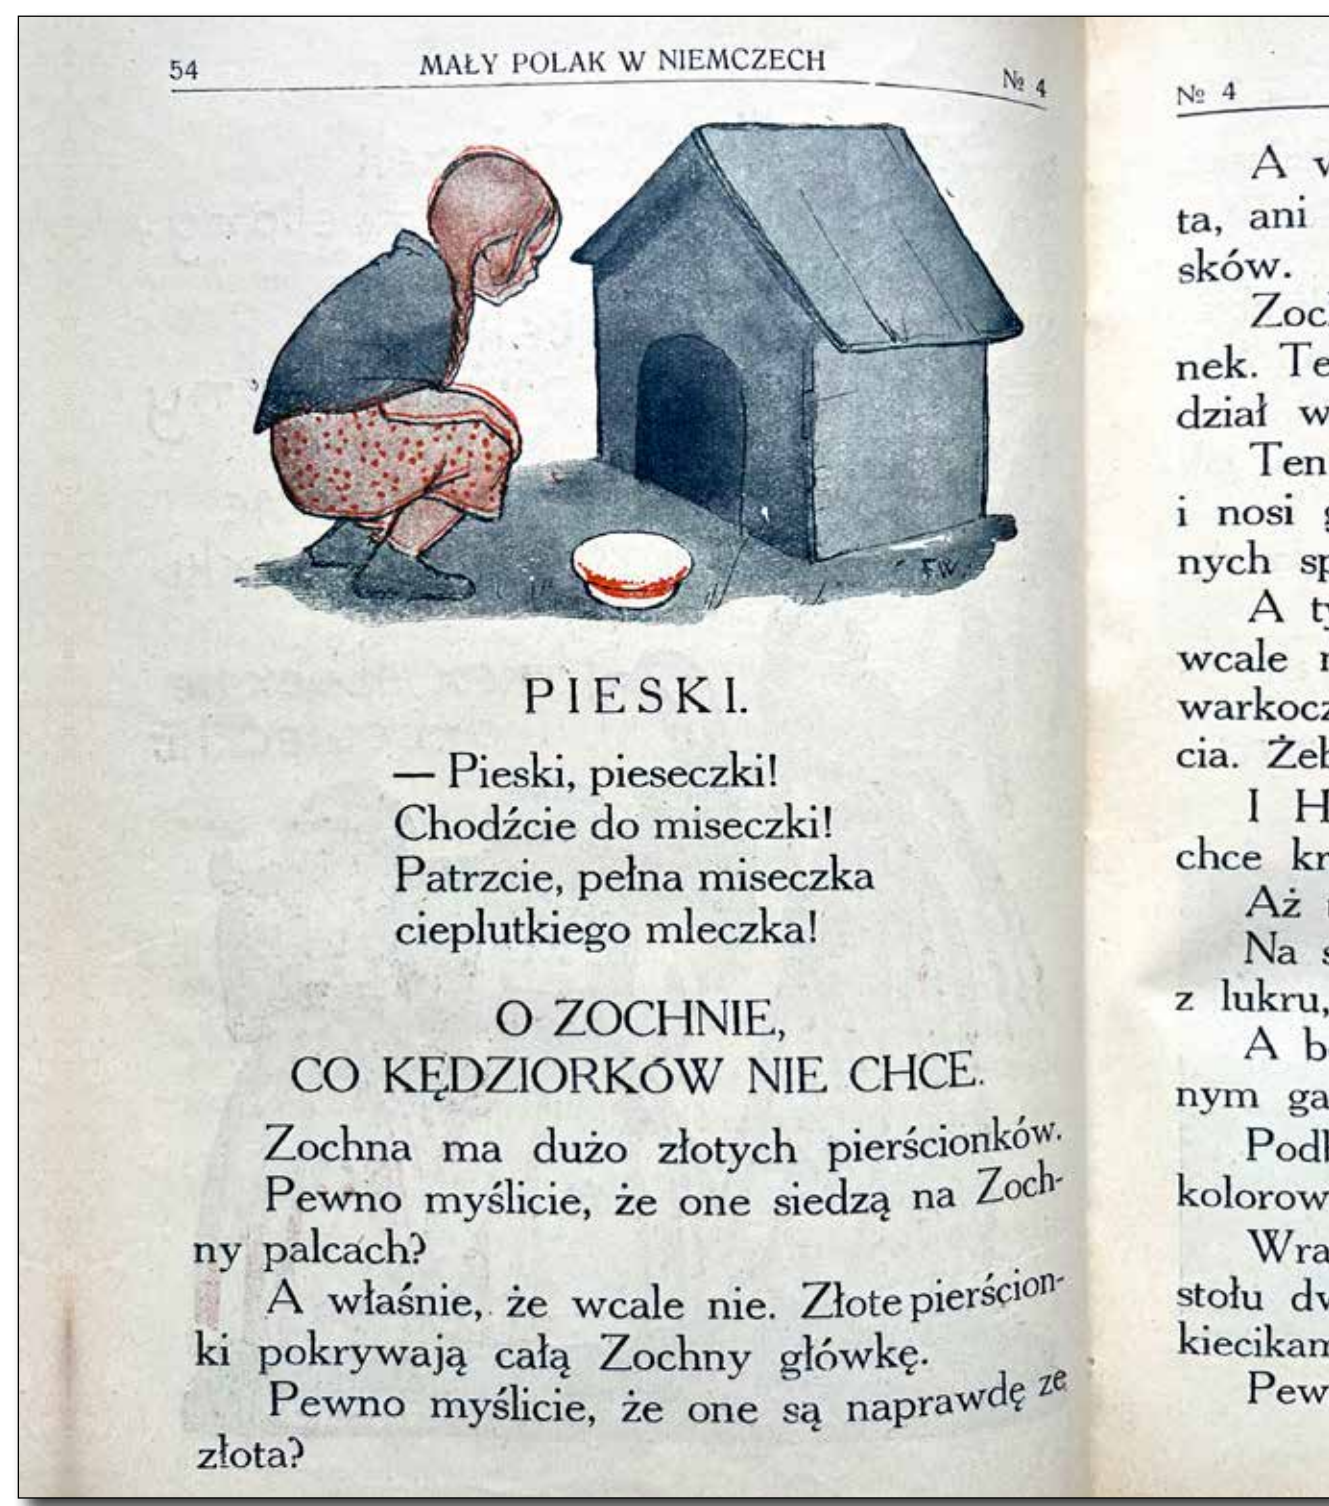 54
MAŁY POLAK W NIEMCZECH
№ 4
FW
PIESKI.
— Pieski, pieseczki!
Chodźcie do miseczki!
Patrzcie, pełna miseczka
cieplutkiego mleczka!
O ZOCHNIE,
CO KĘDZIORKÓW NIE CHCE.
Zochna ma dużo złotych pierścionków.
Pewno myślicie, że one siedzą na Zoch-
ny palcach?
A właśnie, że wcale nie. Złote pierścion-
ki pokrywają całą Zochny główkę.
Pewno myślicie, że one są naprawdę ze
złota?
№ 4
A
ta, ani
sków.
nek.
dział
Ten
i nosi
nych
A
wcale
cia.
I
chce
Aż
Na
z lukru,
A
nym
stołu